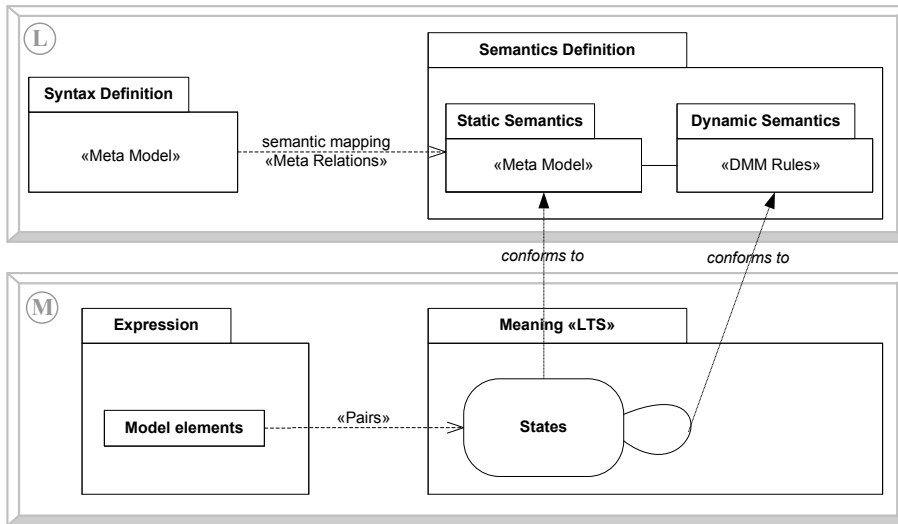 L
Semantics Definition
Syntax Definition
«Meta Model»
semantic mapping
«Meta Relations»
Static Semantics
«Meta Model»
Dynamic Semantics
«DMM Rules»
conforms to
conforms to
M
Expression
Model elements
«Pairs»
Meaning «LTS»
States